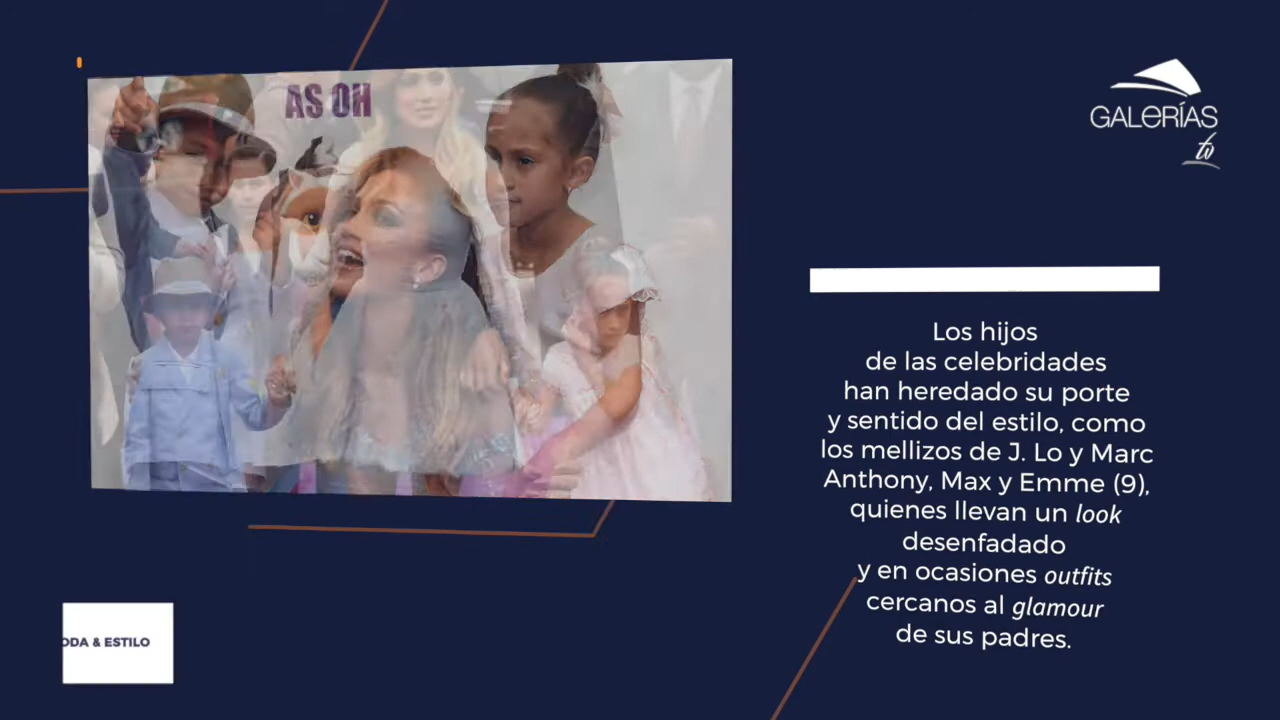 AS OH
GALERÍAS
tv
Los hijos
de las celebridades
han heredado su porte
y sentido del estilo, como
los mellizos de J. Lo y Marc
Anthony, Max y Emme (9),
quienes llevan un look
desenfadado
y en ocasiones outfits
cercanos al glamour
de sus padres.
ODA & ESTILO